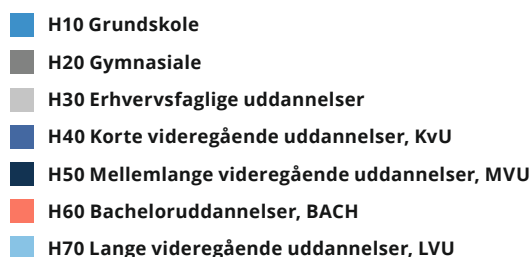 H10 Grundskole
H20 Gymnasiale
H30 Erhvervsfaglige uddannelser
H40 Korte videregående uddannelser, KvU
H50 Mellemlange videregående uddannelser, MVU
H60 Bacheloruddannelser, BACH
H70 Lange videregående uddannelser, LVU